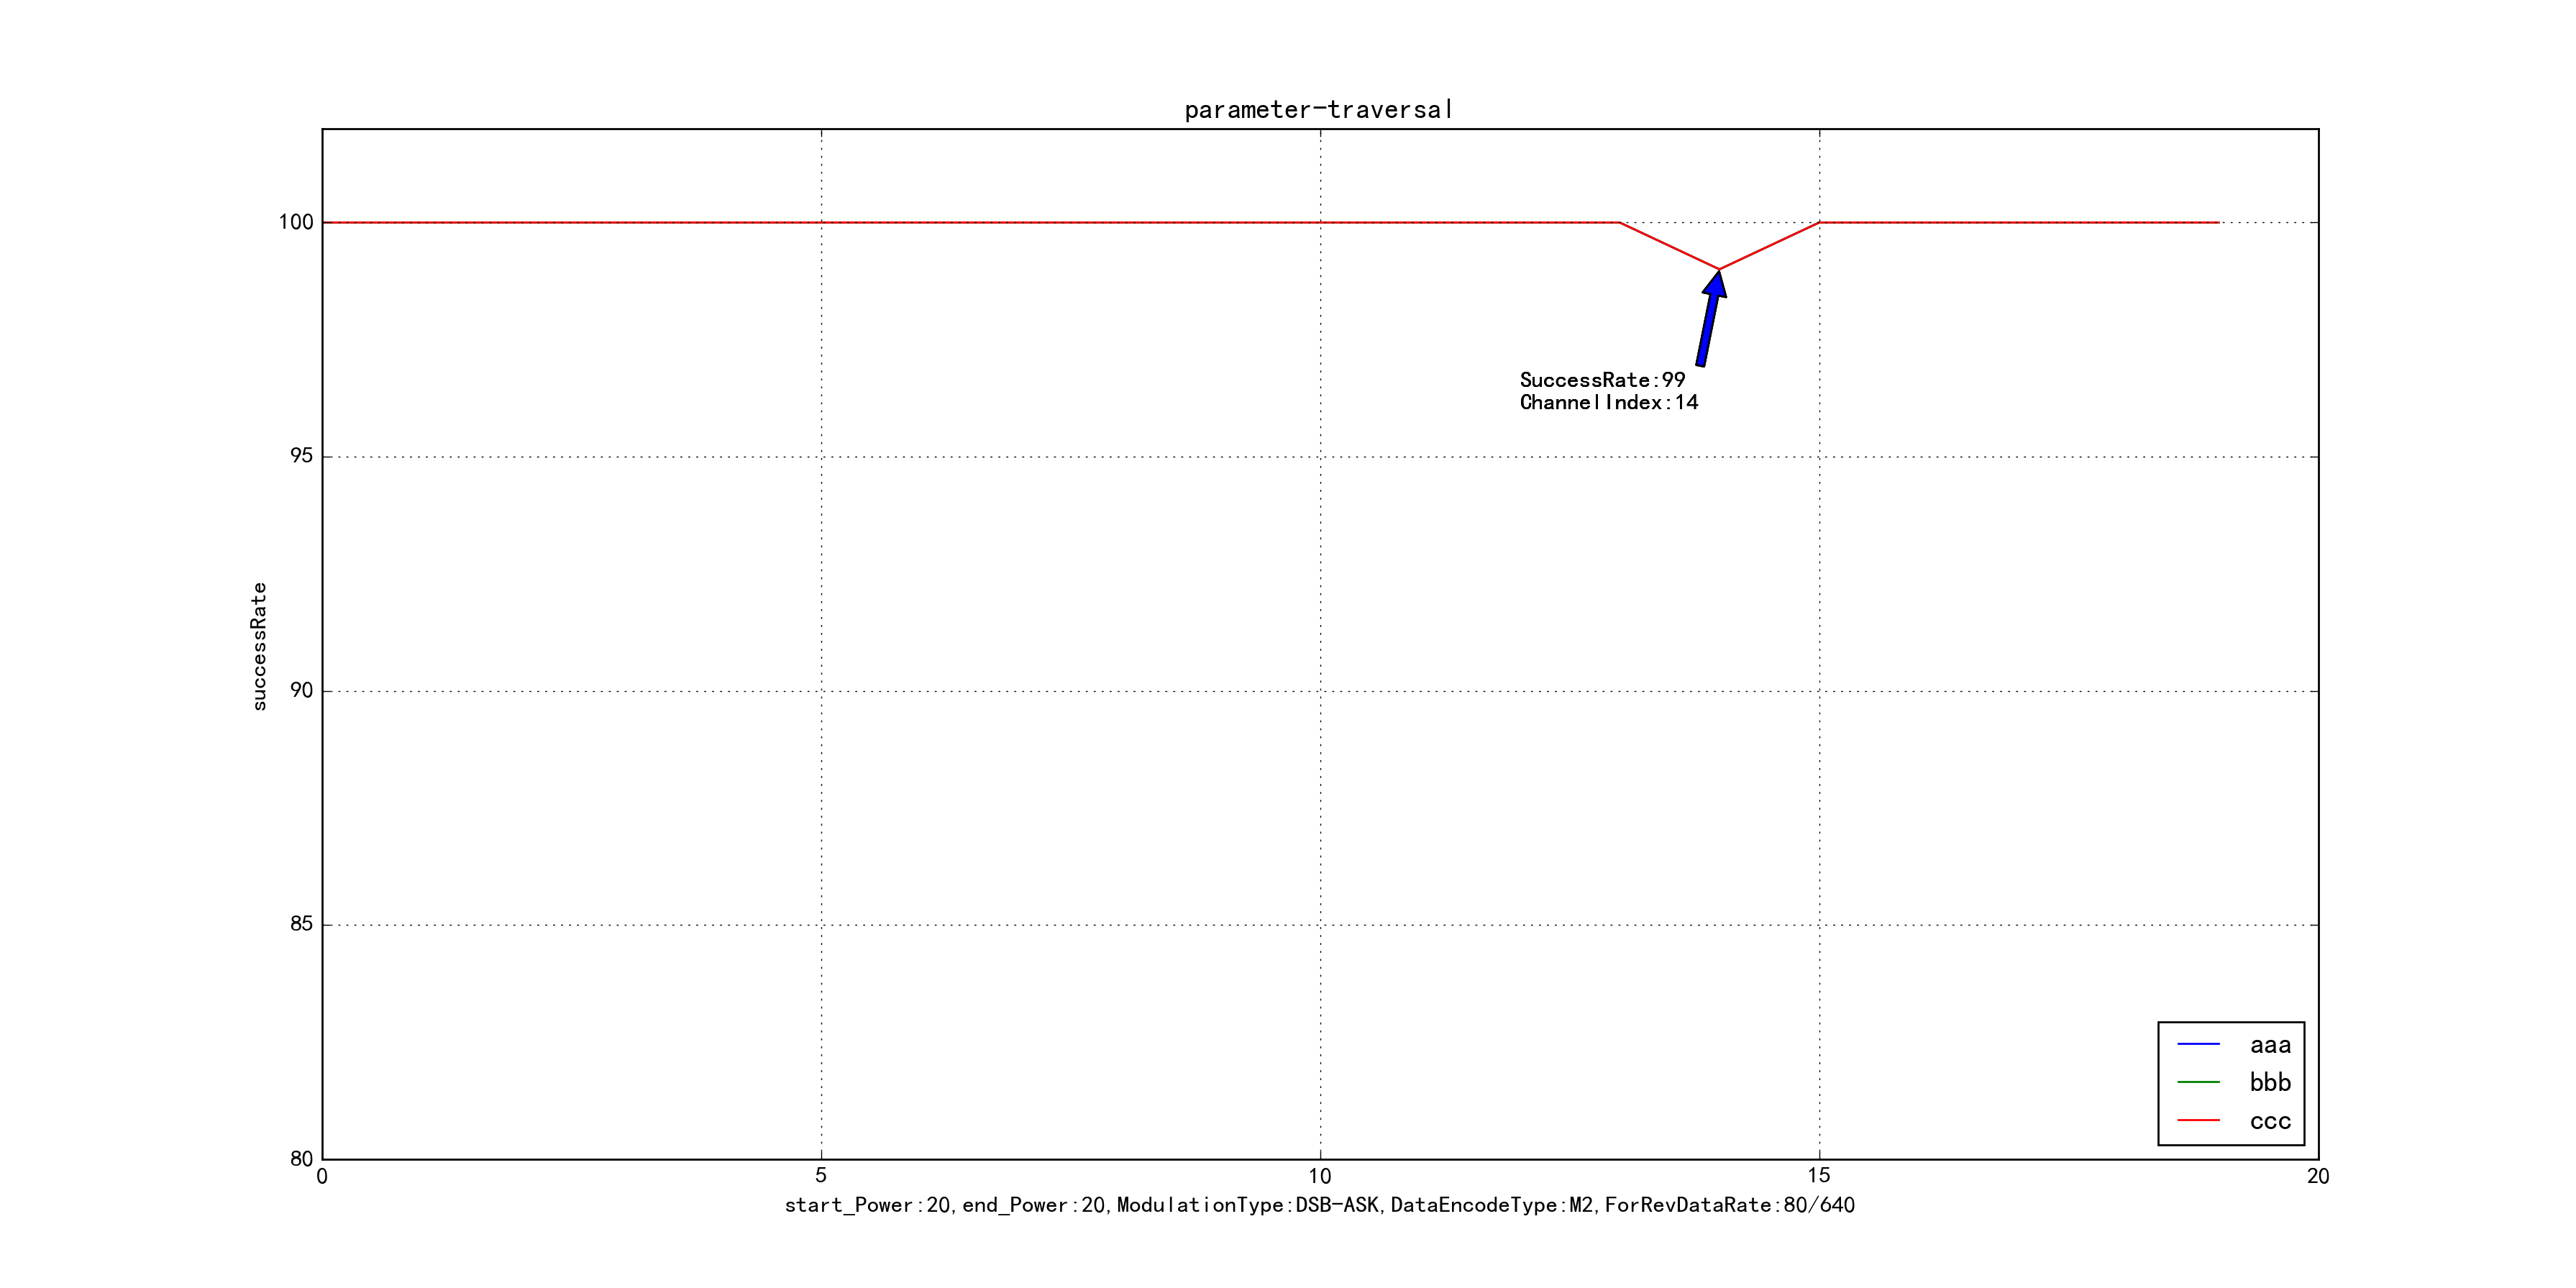 parameter-traversal
100
95
90
85
80
successRate
SuccessRate:99
ChannelIndex:14
aaa
bbb
ccc
0 5 10 15 20
start_Power:20,end_Power:20,ModulationType:DSB-ASK,DataEncodeType:M2,ForRevDataRate:80/640